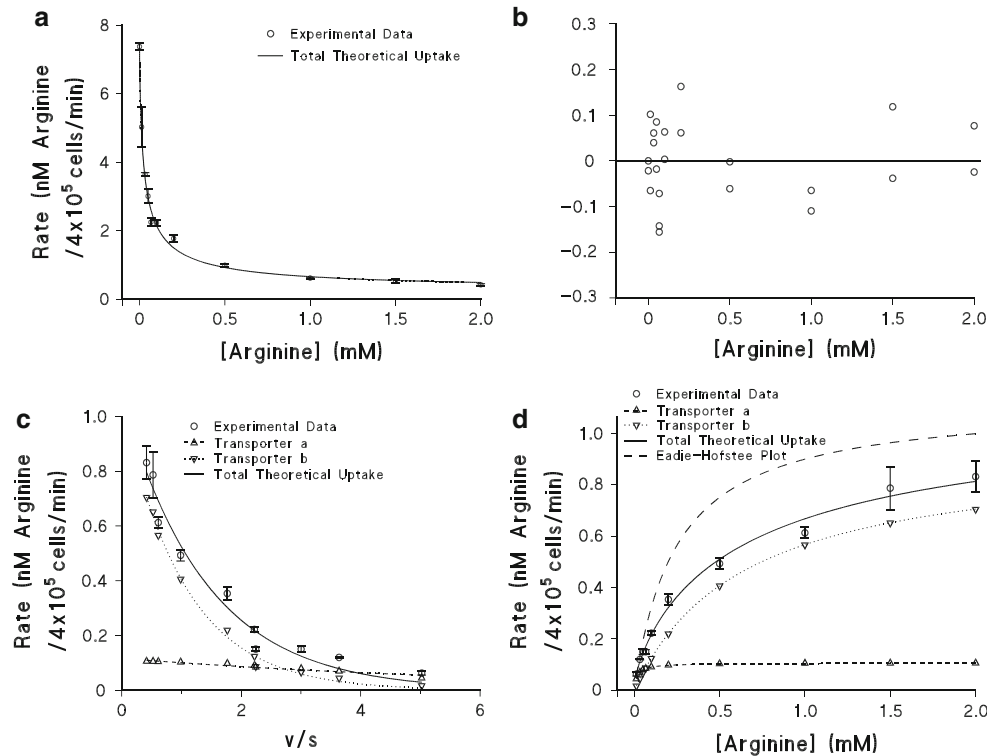 a
Experimental Data
Total Theoretical Uptake
8
6
4
2
0
Rate (nM Arginine
/4x10⁵ cells/min)
0
0.5
1.0
1.5
2.0
[Arginine] (mM)
b
0.3
0.2
0.1
0
−0.1
−0.2
−0.3
0
0.5
1.0
1.5
2.0
[Arginine] (mM)
c
Experimental Data
Transporter a
Transporter b
Total Theoretical Uptake
1.0
0.8
0.6
0.4
0.2
0
Rate (nM Arginine
/4x10⁵ cells/min)
0
2
4
6
v/s
d
Experimental Data
Transporter a
Transporter b
Total Theoretical Uptake
Eadie−Hofstee Plot
1.0
0.8
0.6
0.4
0.2
0
Rate (nM Arginine
/4x10⁵ cells/min)
0
0.5
1.0
1.5
2.0
[Arginine] (mM)